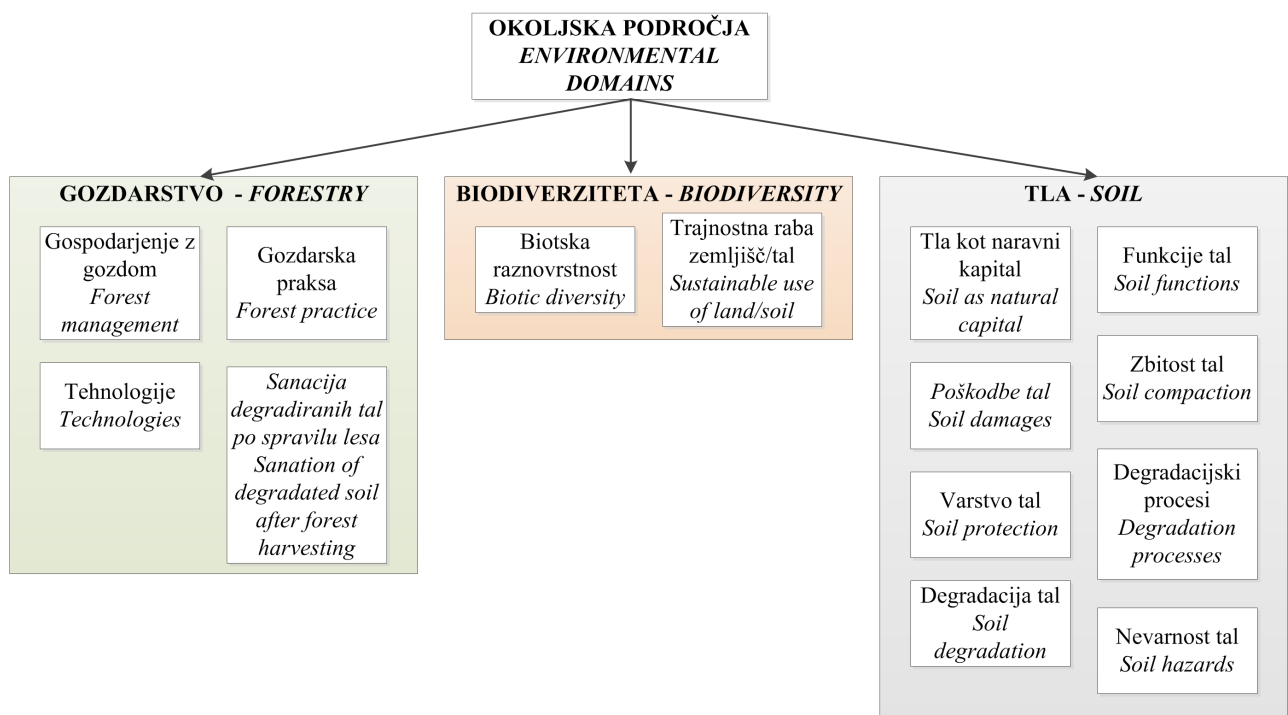 OKOLJSKA PODROČJA
ENVIRONMENTAL
DOMAINS
GOZDARSTVO - FORESTRY
Gospodarjenje z
gozdom
Forest
management
Gozdarska
praksa
Forest practice
Tehnologije
Technologies
Sanacija
degradiranih tal
po spravilu lesa
Sanation of
degradated soil
after forest
harvesting
BIODIVERZITETA - BIODIVERSITY
Biotska
raznovrstnost
Biotic diversity
Trajnostna raba
zemljišč/tal
Sustainable use
of land/soil
TLA - SOIL
Tla kot naravni
kapital
Soil as natural
capital
Funkcije tal
Soil functions
Poškodbe tal
Soil damages
Zbitost tal
Soil compaction
Varstvo tal
Soil protection
Degradacijski
procesi
Degradation
processes
Degradacija tal
Soil
degradation
Nevarnost tal
Soil hazards